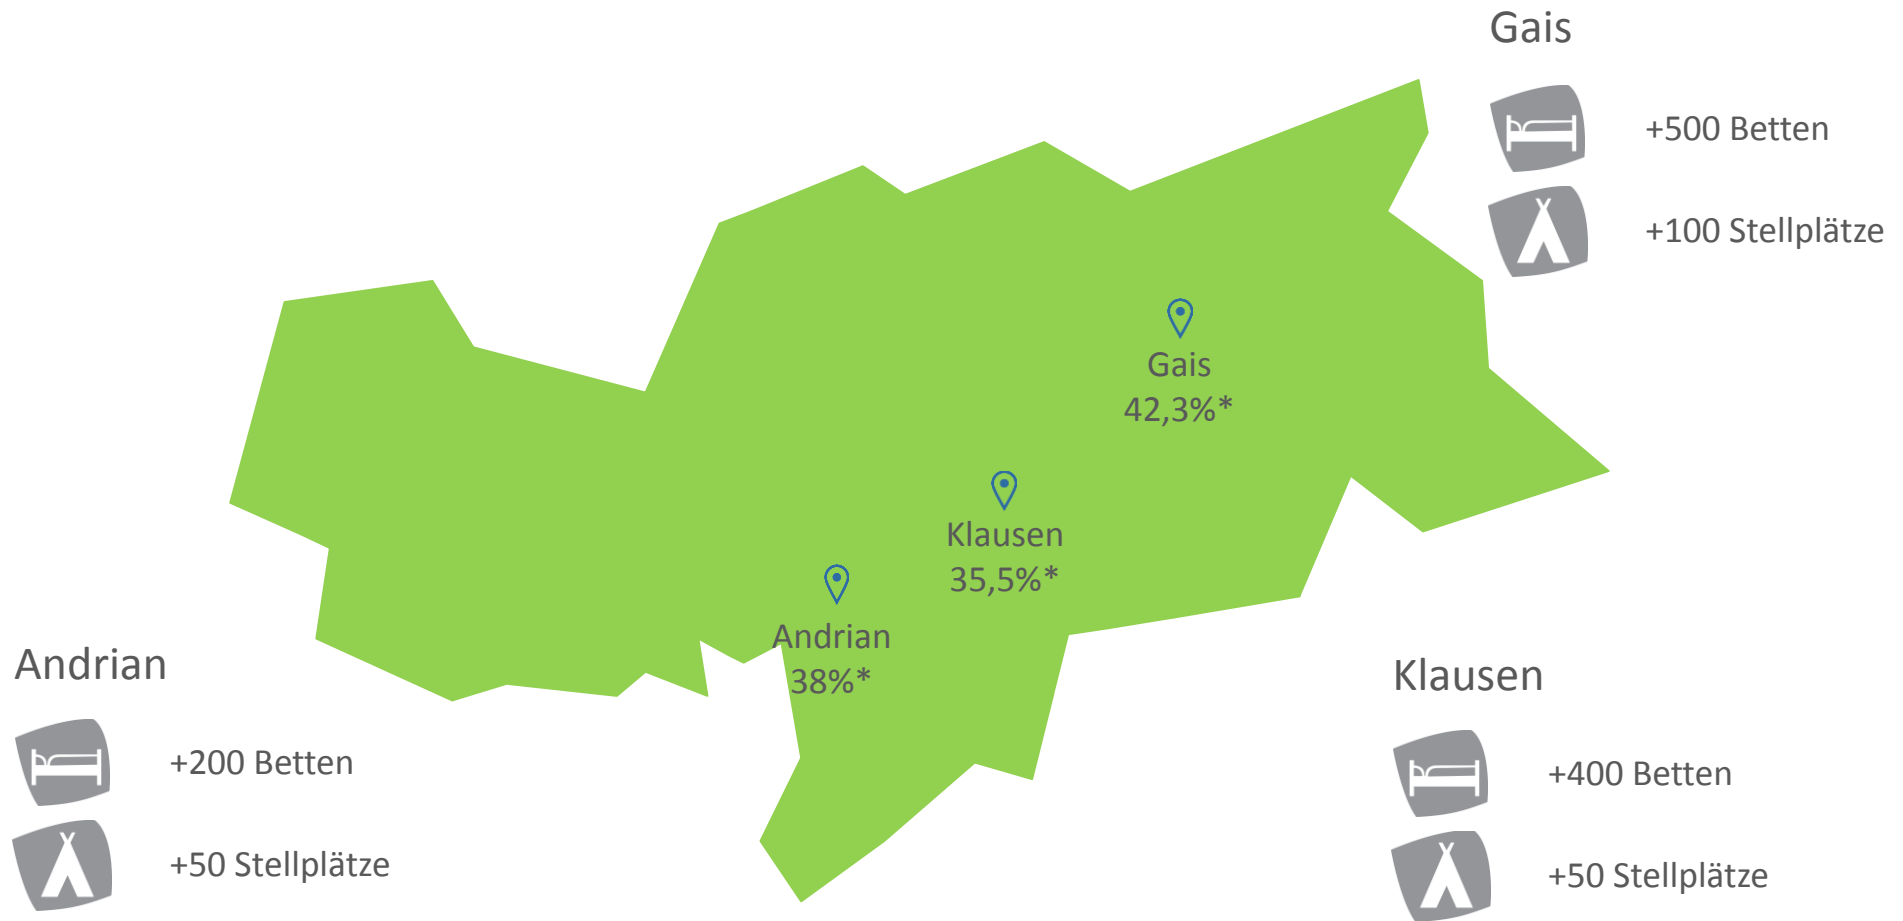 Gais
+500 Betten
+100 Stellplätze
Gais
42,3%*
Klausen
35,5%*
Andrian
38%*
Andrian
+200 Betten
+50 Stellplätze
Klausen
+400 Betten
+50 Stellplätze